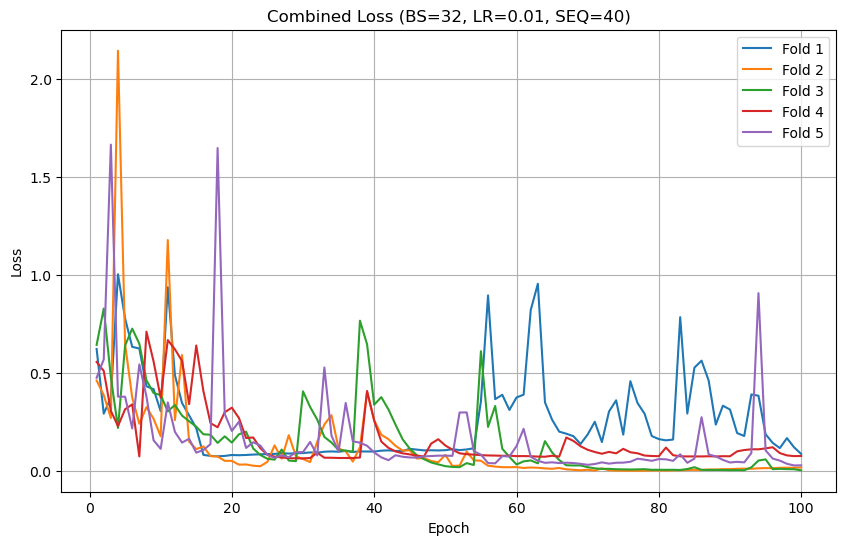 Combined Loss (BS=32, LR=0.01, SEQ=40)
Fold 1
Fold 2
Fold 3
Fold 4
Fold 5
Loss
2.0
1.5
1.0
0.5
0.0
0
20
40
60
80
100
Epoch